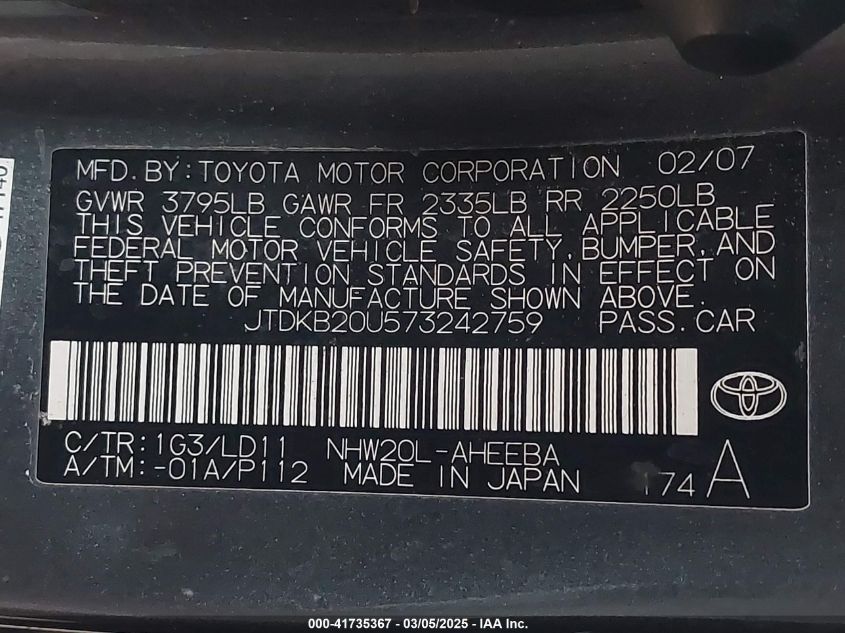 MFD. BY: TOYOTA MOTOR CORPORATION 02/07
GVWR 3795LB GAWR FR 2335LB RR 2250LB
THIS VEHICLE CONFORMS TO ALL APPLICABLE
FEDERAL MOTOR VEHICLE SAFETY, BUMPER, AND
THEFT PREVENTION STANDARDS IN EFFECT ON
THE DATE OF MANUFACTURE SHOWN ABOVE.
JTDKB20U573242759 PASS. CAR
C/TR: 1G3/LD11 NHW20L-AHEEBA
A/TM: -01A/P112 MADE IN JAPAN 174 A
000-41735367 - 03/05/2025 - IAA Inc.